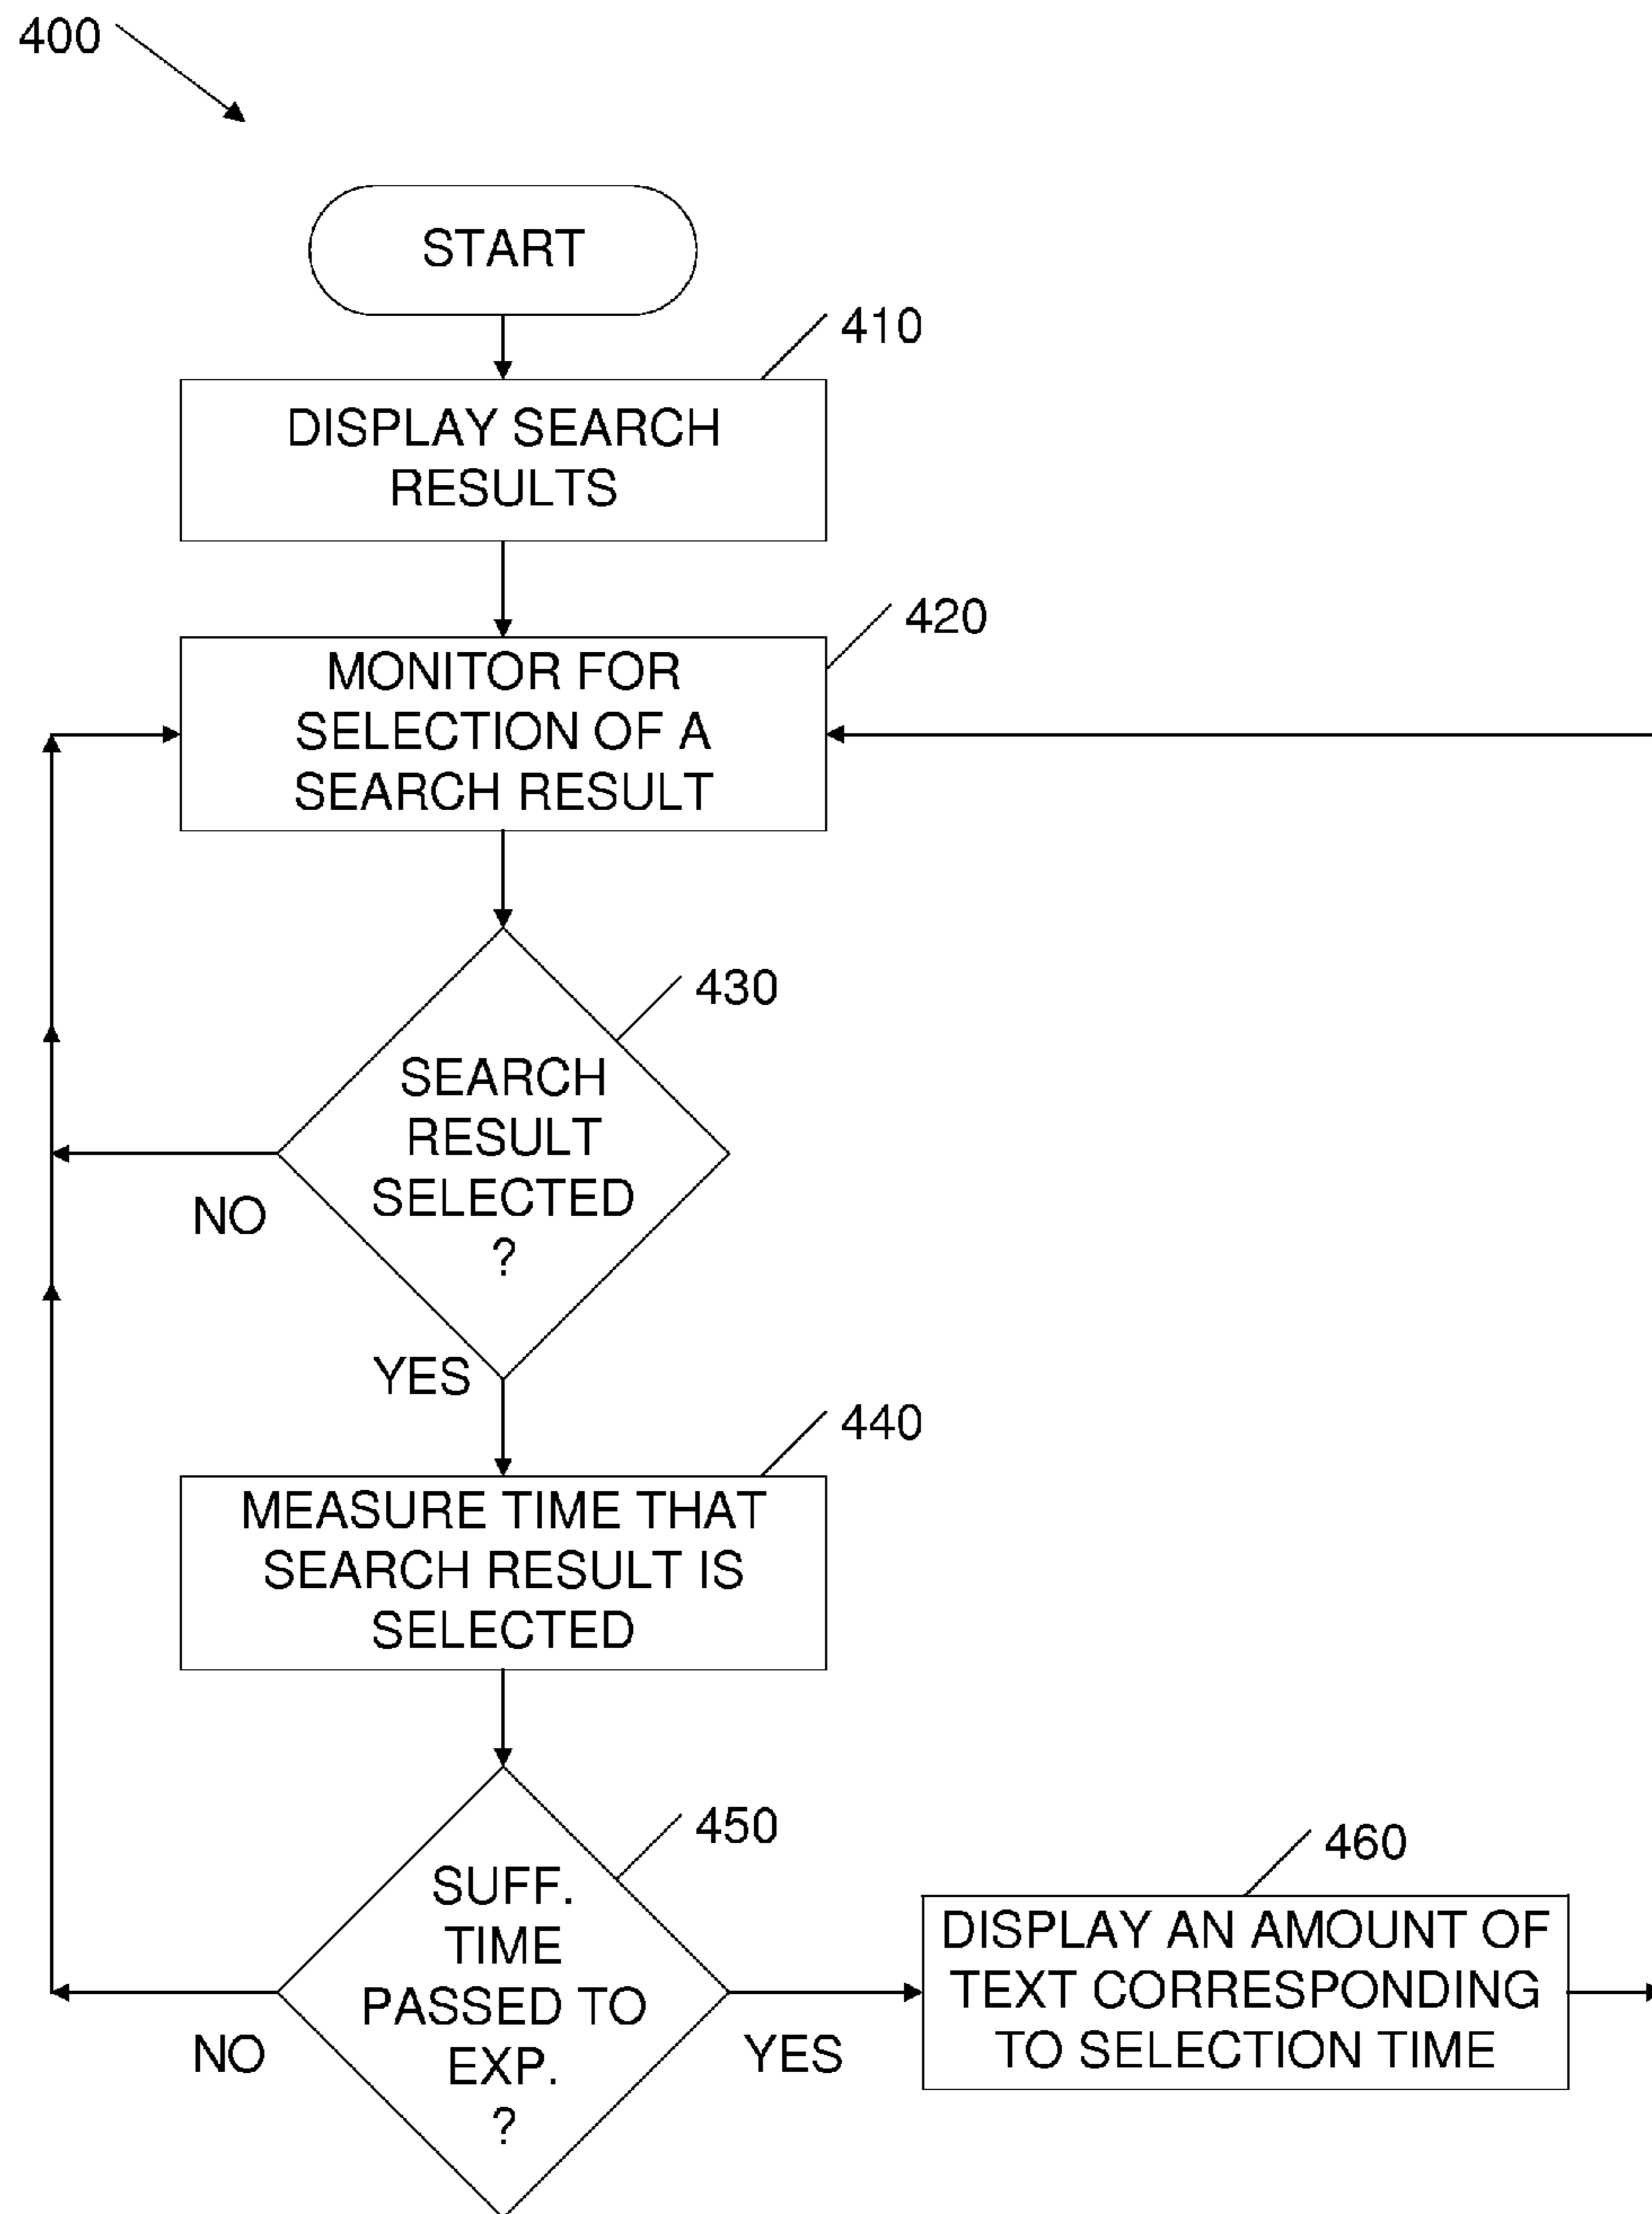 400
START
410
DISPLAY SEARCH
RESULTS
420
MONITOR FOR
SELECTION OF A
SEARCH RESULT
430
SEARCH
RESULT
SELECTED
?
NO
YES
440
MEASURE TIME THAT
SEARCH RESULT IS
SELECTED
450
SUFF.
TIME
PASSED TO
EXP.
?
NO
YES
460
DISPLAY AN AMOUNT OF
TEXT CORRESPONDING
TO SELECTION TIME